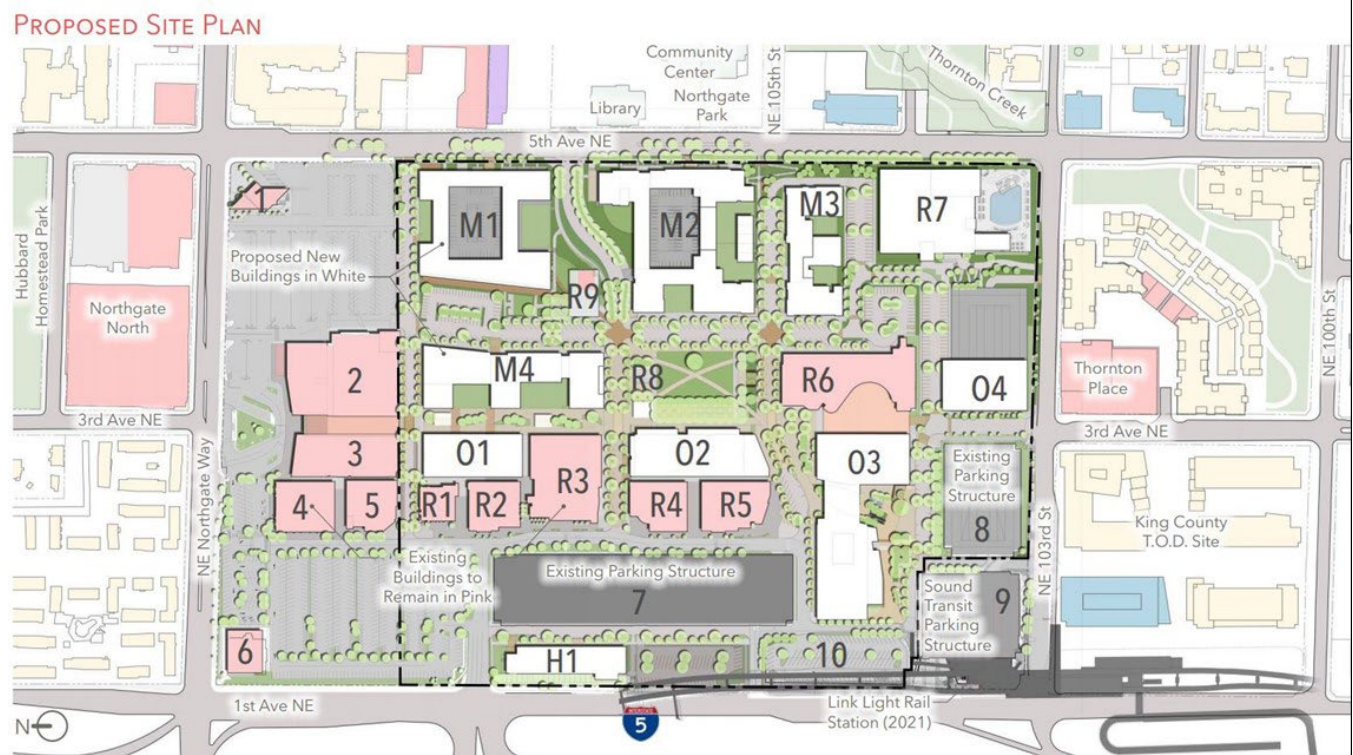 PROPOSED SITE PLAN
Community
Center
Northgate
Park
Library
NE 105th St
Thornton Creek
5th Ave NE
Hubbard
Homestead Park
Northgate
North
3rd Ave NE
NE Northgate Way
1
Proposed New
Buildings in White
M1
M2
M3
R7
R9
2
M4
R8
R6
O4
Thornton
Place
NE 100th St
3rd Ave NE
3
O1
O2
O3
4
5
R1
R2
R3
R4
R5
Existing
Parking
Structure
8
King County
T.O.D. Site
NE 103rd St
Existing
Buildings to
Remain in Pink
Existing Parking Structure
7
Sound
Transit
Parking
Structure
9
6
H1
10
1st Ave NE
N
INTERSTATE
5
Link Light Rail
Station (2021)